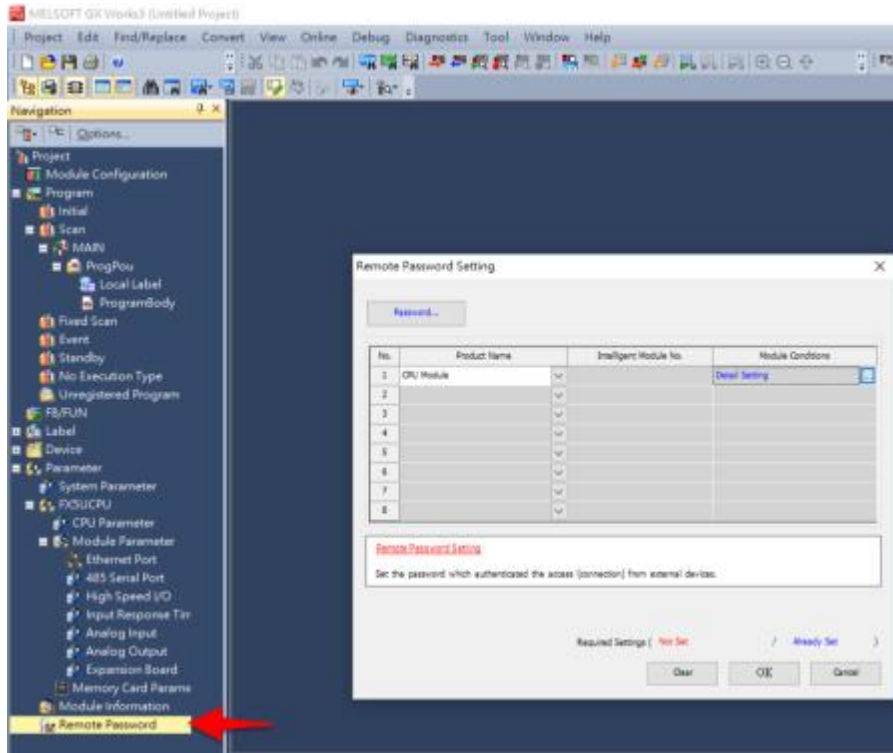 MELSOFT GX Works3 (Untitled Project)
Project Edit Find/Replace Convert View Online Debug Diagnostics Tool Window Help
Navigation
Options...
Project
Module Configuration
Program
Initial
Scan
MAIN
ProgPou
Local Label
ProgramBody
Fixed Scan
Event
Standby
No Execution Type
Unregistered Program
FB/FUN
Label
Device
Parameter
System Parameter
FX5UCPU
CPU Parameter
Module Parameter
Ethernet Port
485 Serial Port
High Speed I/O
Input Response Tim
Analog Input
Analog Output
Expansion Board
Memory Card Parame
Module Information
Remote Password
Remote Password Setting
Password...
No. Product Name Intelligent Module No. Module Conditions
1 CPU Module Detail Setting
2
3
4
5
6
7
8
Remote Password Setting
Set the password which authenticated the access (connection) from external devices.
Required Settings ( Not Set / Already Set )
Clear OK Cancel